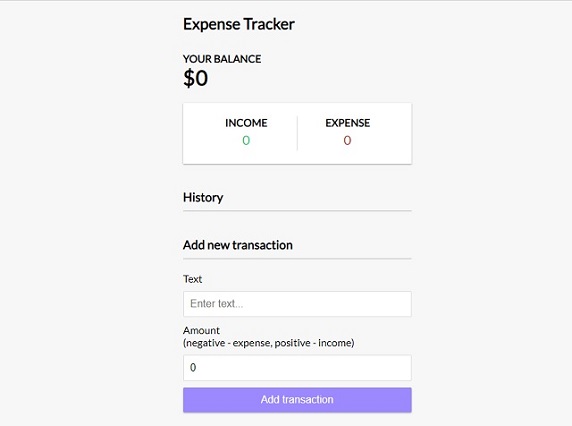 Expense Tracker
YOUR BALANCE
$0
INCOME EXPENSE
0 0
History
Add new transaction
Text
Enter text...
Amount
(negative - expense, positive - income)
0
Add transaction